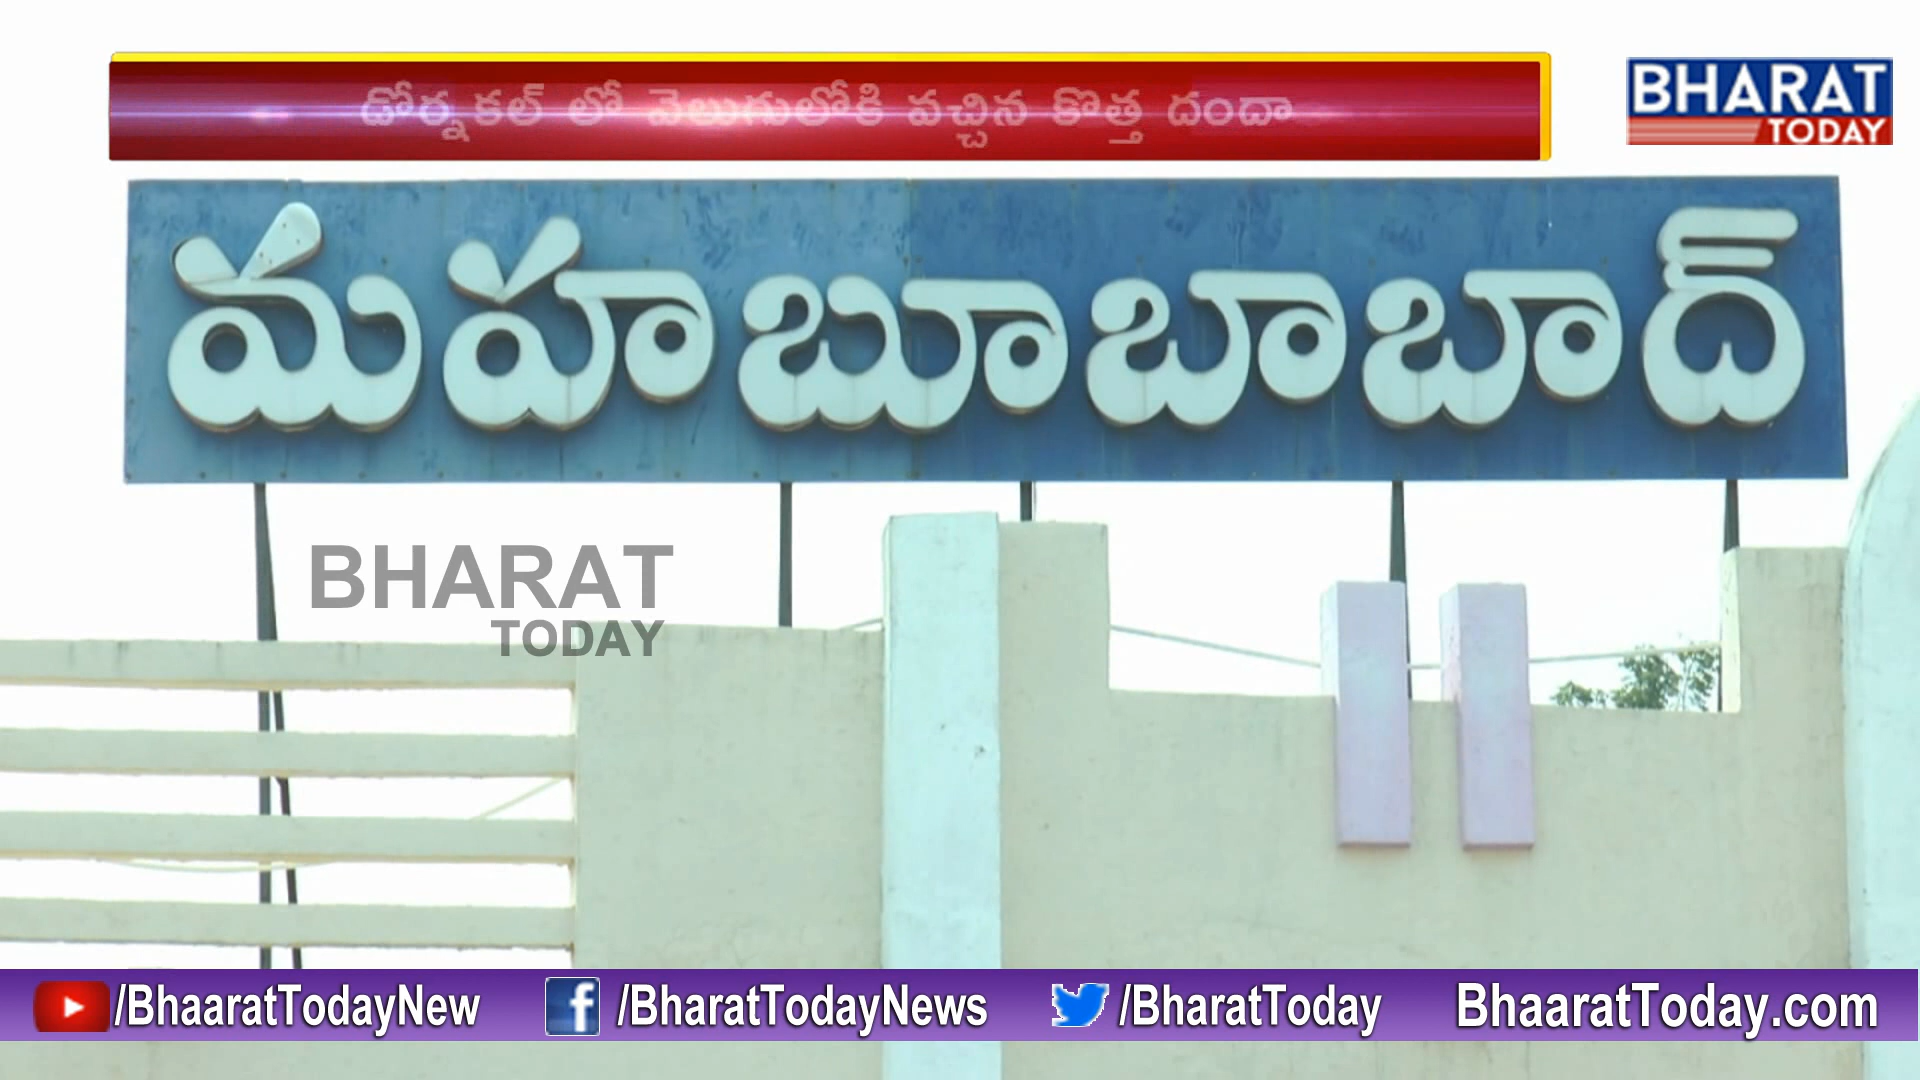 డోర్నకల్ లో వెలుగులోకి వచ్చిన కొత్త దందా
BHARAT
TODAY
మహబూబాబాద్
BHARAT
TODAY
/BhaaratTodayNew /BharatTodayNews /BharatToday BhaaratToday.com